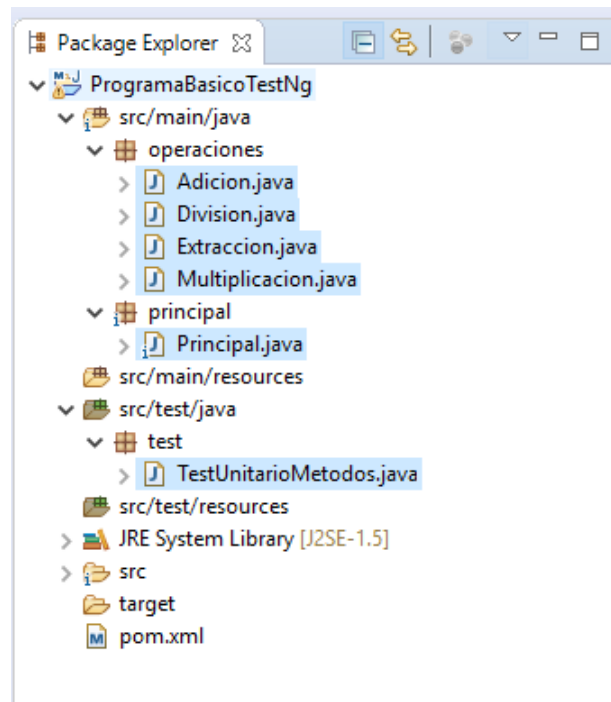 Package Explorer
ProgramaBasicoTestNg
src/main/java
operaciones
Adicion.java
Division.java
Extraccion.java
Multiplicacion.java
principal
Principal.java
src/main/resources
src/test/java
test
TestUnitarioMetodos.java
src/test/resources
JRE System Library [J2SE-1.5]
src
target
pom.xml